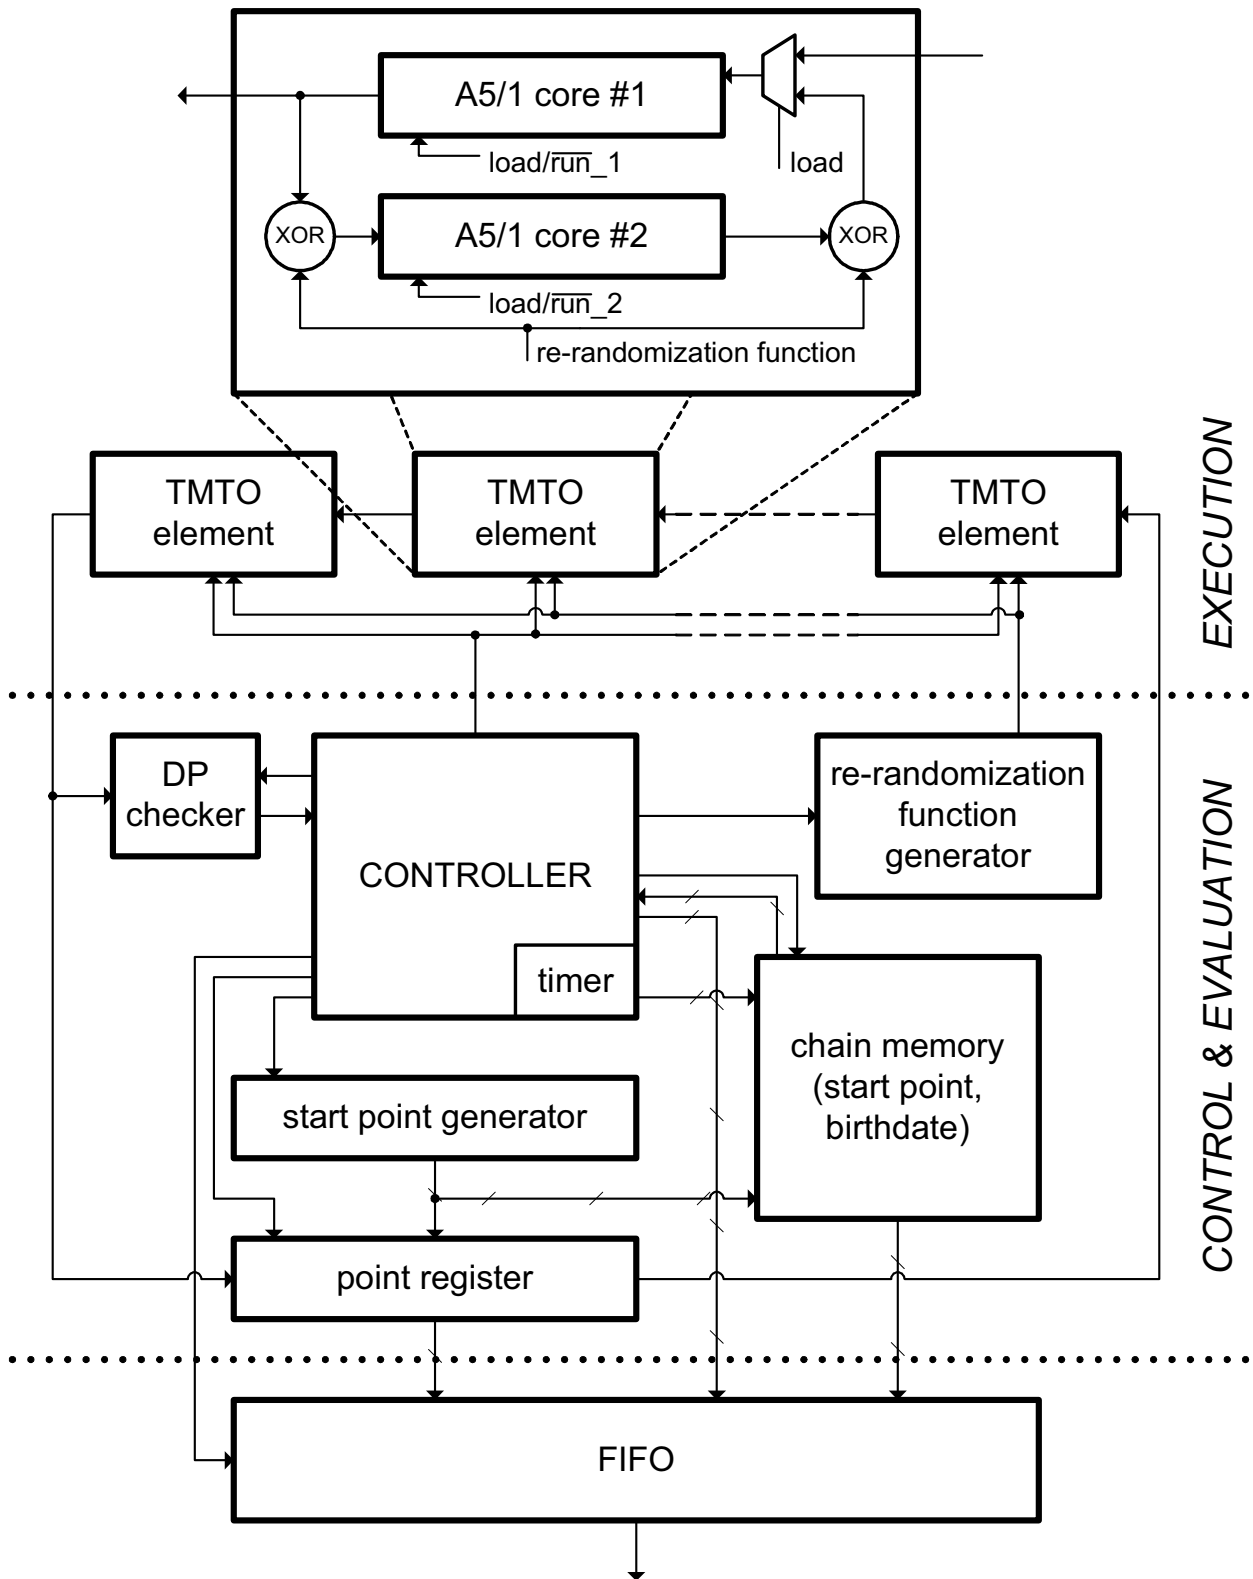 A5/1 core #1
load/r̅u̅n̅_1
load
XOR
A5/1 core #2
XOR
load/r̅u̅n̅_2
re-randomization function
TMTO
element
TMTO
element
TMTO
element
EXECUTION
DP
checker
CONTROLLER
timer
re-randomization
function
generator
chain memory
(start point,
birthdate)
start point generator
point register
CONTROL & EVALUATION
FIFO